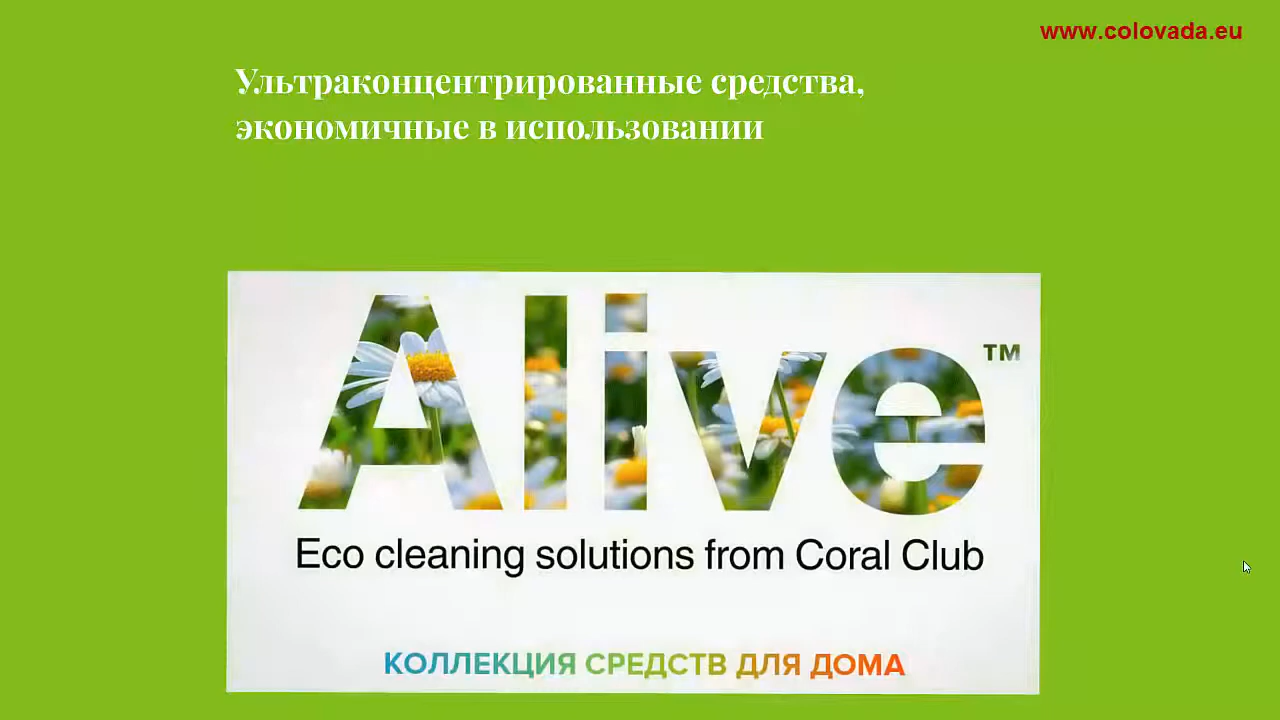 www.colovada.eu
Ультраконцентрированные средства,
экономичные в использовании
Alive™
Eco cleaning solutions from Coral Club
КОЛЛЕКЦИЯ СРЕДСТВ ДЛЯ ДОМА